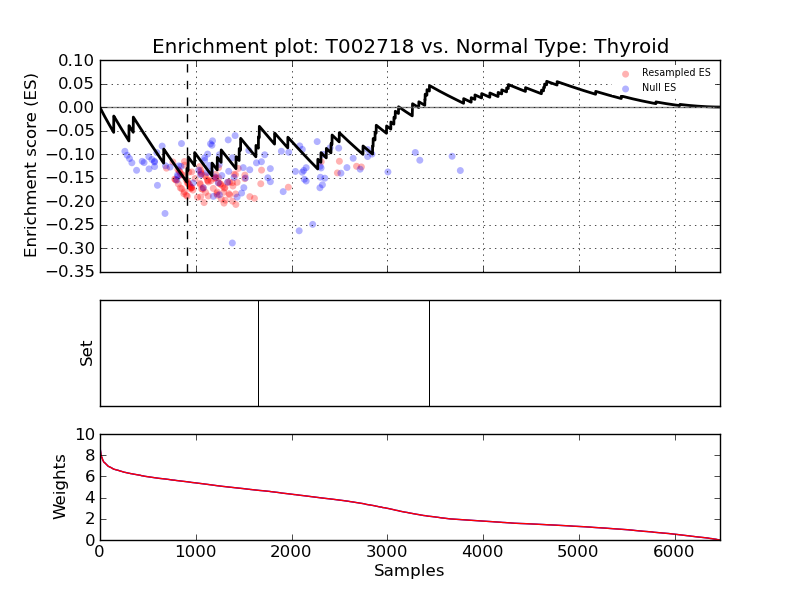 Enrichment plot: T002718 vs. Normal Type: Thyroid
0.10
0.05
0.00
−0.05
−0.10
−0.15
−0.20
−0.25
−0.30
−0.35
Enrichment score (ES)
Resampled ES
Null ES
Set
10
8
6
4
2
0
Weights
0 1000 2000 3000 4000 5000 6000
Samples